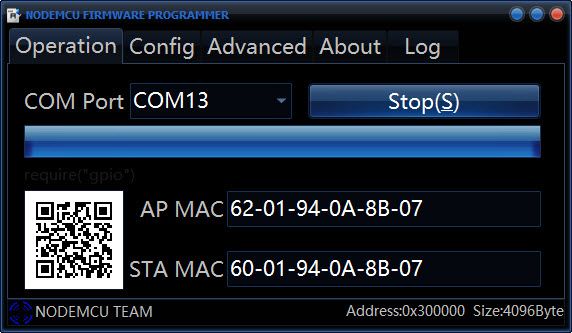 NODEMCU FIRMWARE PROGRAMMER
Operation Config Advanced About Log
COM Port COM13 Stop(S)
require("gpio")
AP MAC 62-01-94-0A-8B-07
STA MAC 60-01-94-0A-8B-07
NODEMCU TEAM Address:0x300000 Size:4096Byte